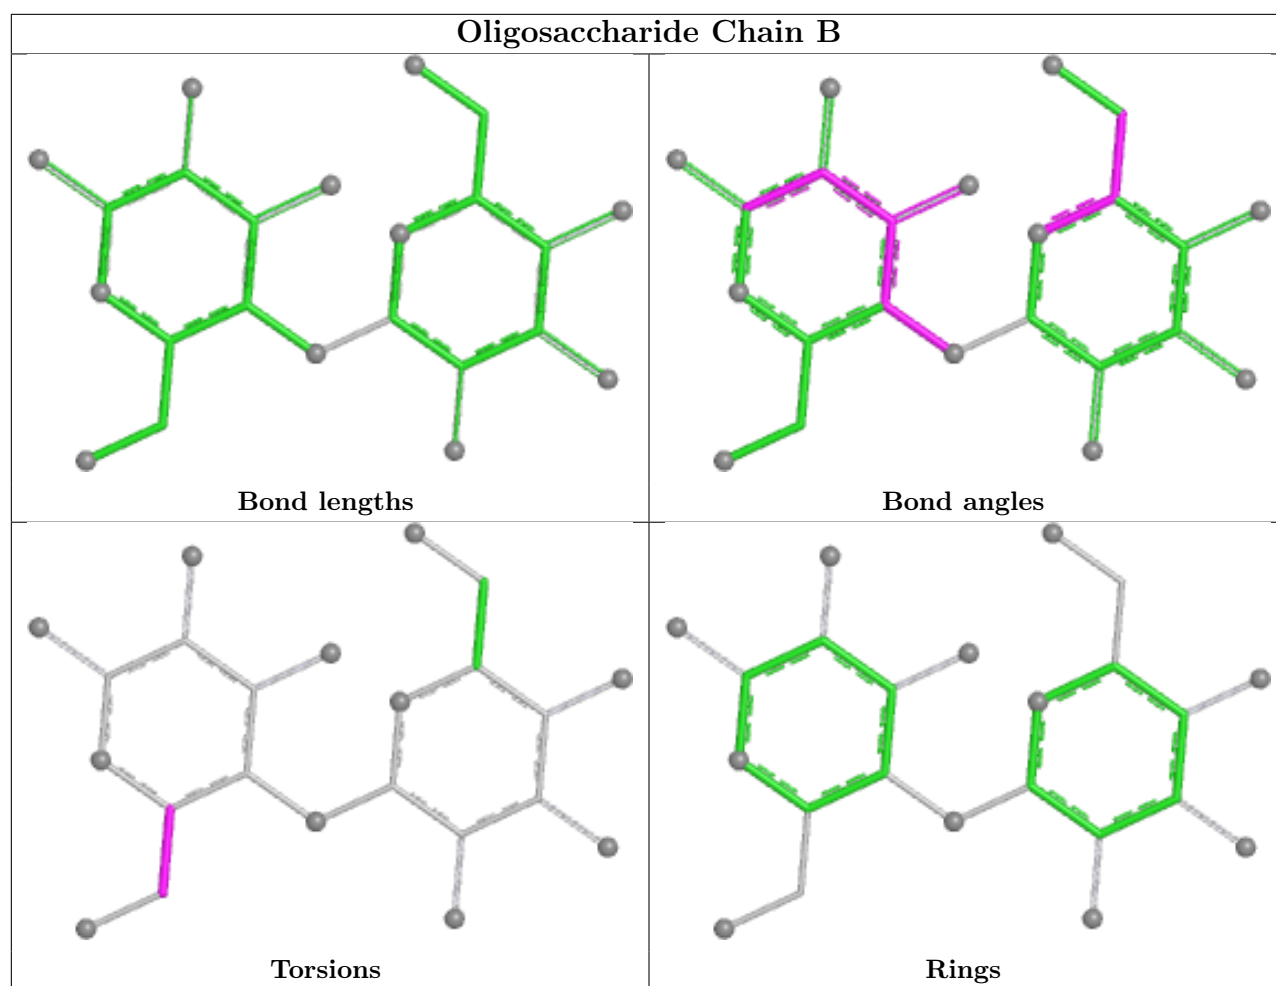 Oligosaccharide Chain B
Bond lengths
Bond angles
Torsions
Rings